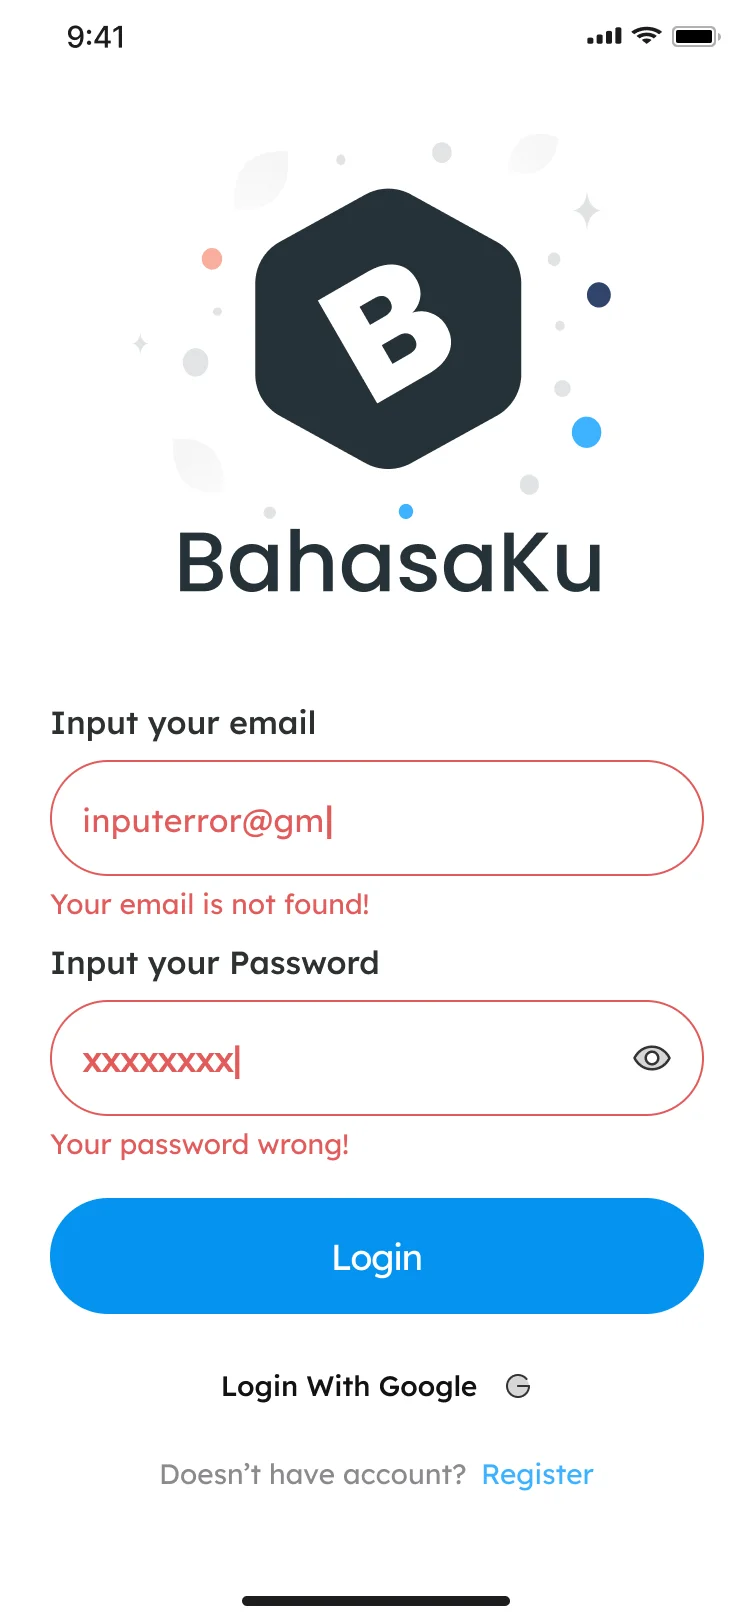 9:41
B
BahasaKu
Input your email
inputerror@gm
Your email is not found!
Input your Password
xxxxxxxx
Your password wrong!
Login
Login With Google G
Doesn’t have account? Register